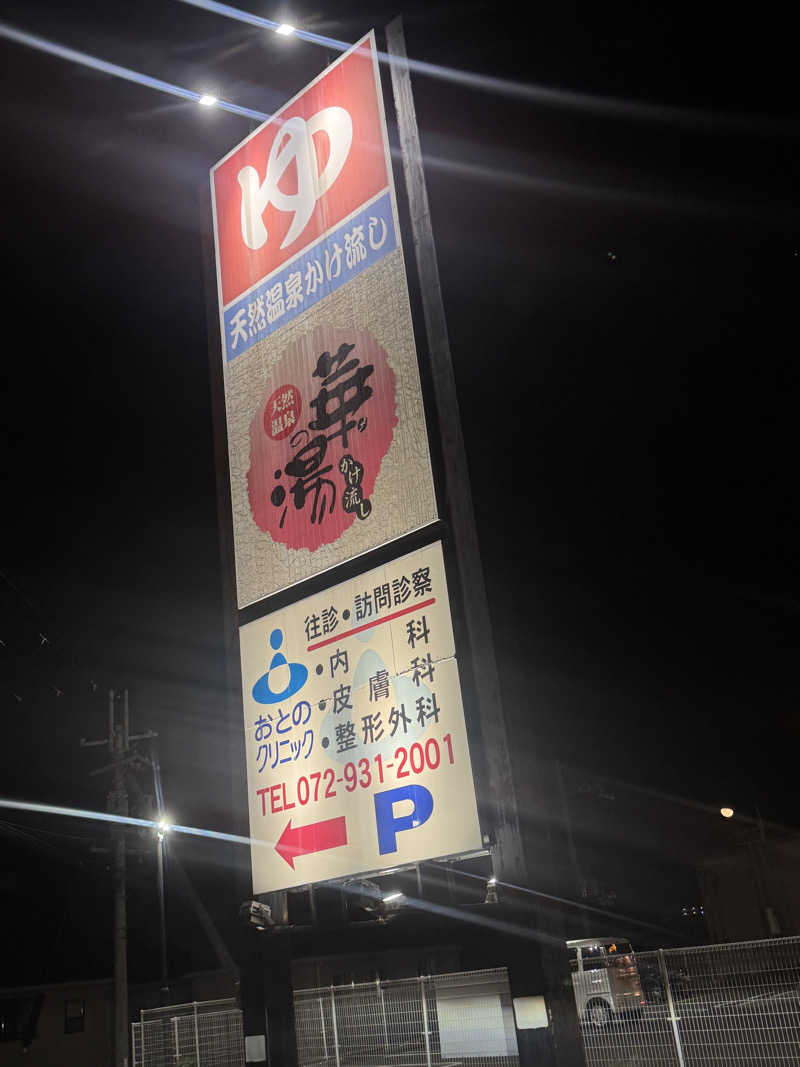 ゆ
天然温泉かけ流し
天然
温泉
華の湯
かけ流し
往診・訪問診察
・内科
・皮膚科
・整形外科
おとの
クリニック
TEL072-931-2001
P